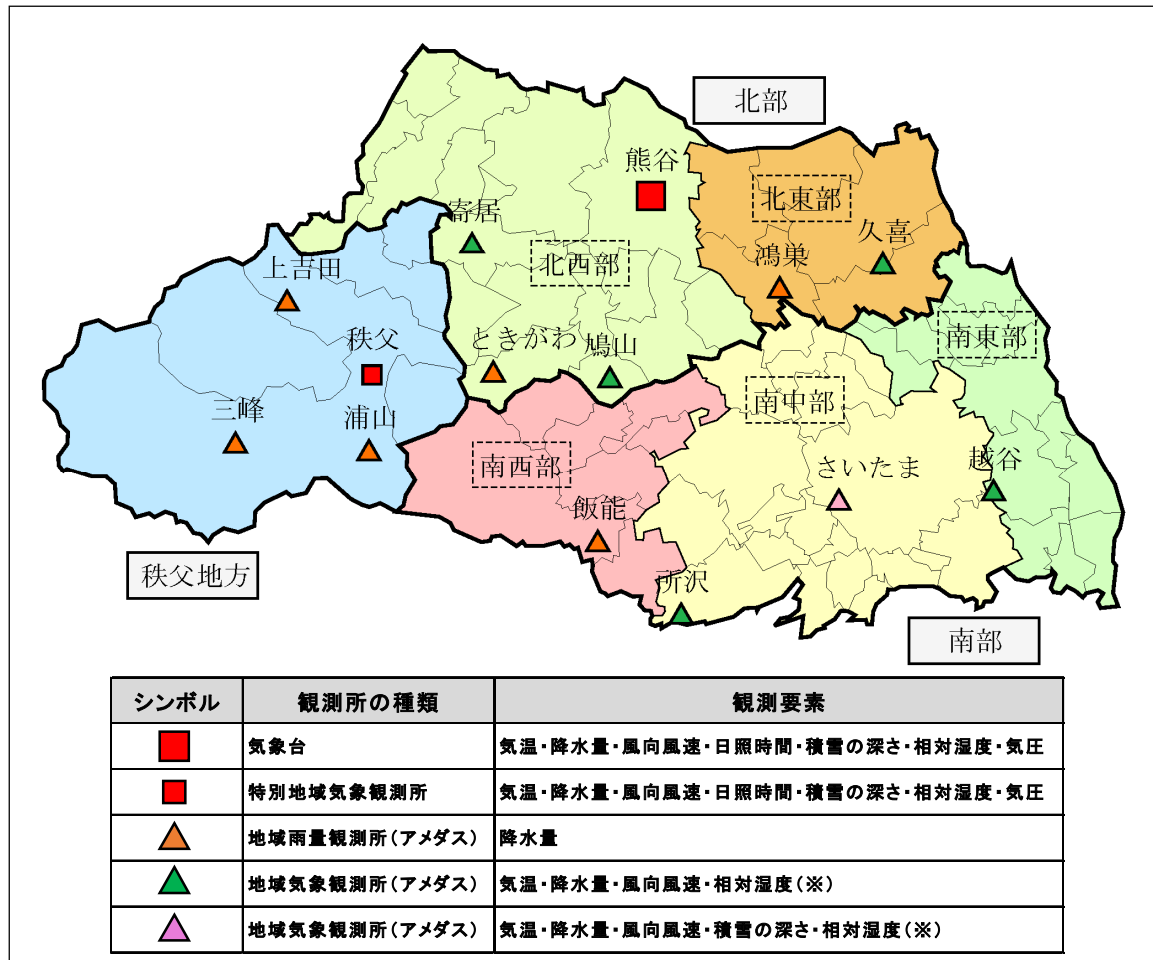 北部
熊谷
北東部
寄居
久喜
上吉田
北西部
鴻巣
秩父
ときがわ
鳩山
南東部
三峰
浦山
南中部
南西部
さいたま
越谷
飯能
秩父地方
所沢
南部
シンボル 観測所の種類 観測要素
気象台 気温・降水量・風向風速・日照時間・積雪の深さ・相対湿度・気圧
特別地域気象観測所 気温・降水量・風向風速・日照時間・積雪の深さ・相対湿度・気圧
地域雨量観測所(アメダス) 降水量
地域気象観測所(アメダス) 気温・降水量・風向風速・相対湿度(※)
地域気象観測所(アメダス) 気温・降水量・風向風速・積雪の深さ・相対湿度(※)